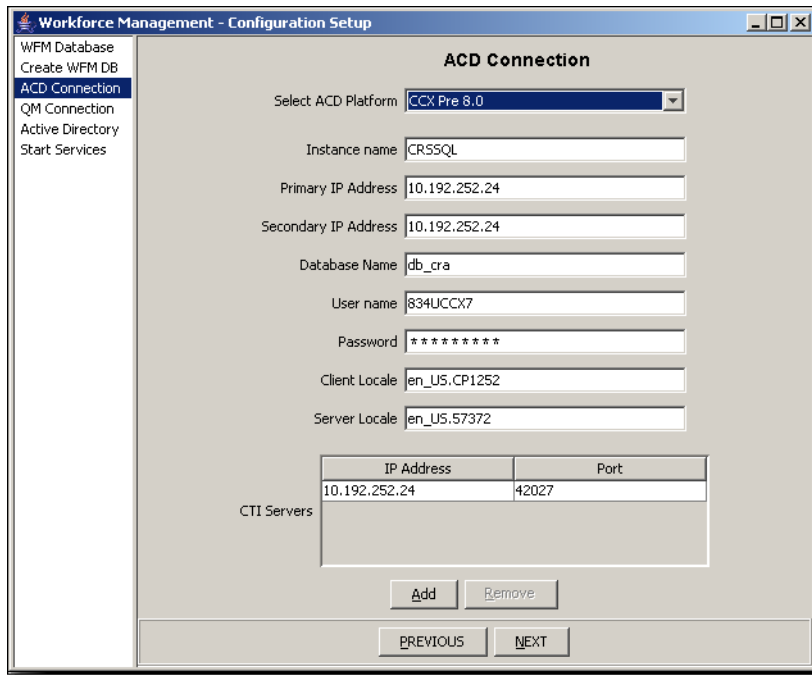 Workforce Management - Configuration Setup
WFM Database
Create WFM DB
ACD Connection
QM Connection
Active Directory
Start Services
ACD Connection
Select ACD Platform CCX Pre 8.0
Instance name CRSSQL
Primary IP Address 10.192.252.24
Secondary IP Address 10.192.252.24
Database Name db_cra
User name 834UCCX7
Password *********
Client Locale en_US.CP1252
Server Locale en_US.57372
IP Address Port
10.192.252.24 42027
CTI Servers
Add Remove
PREVIOUS NEXT